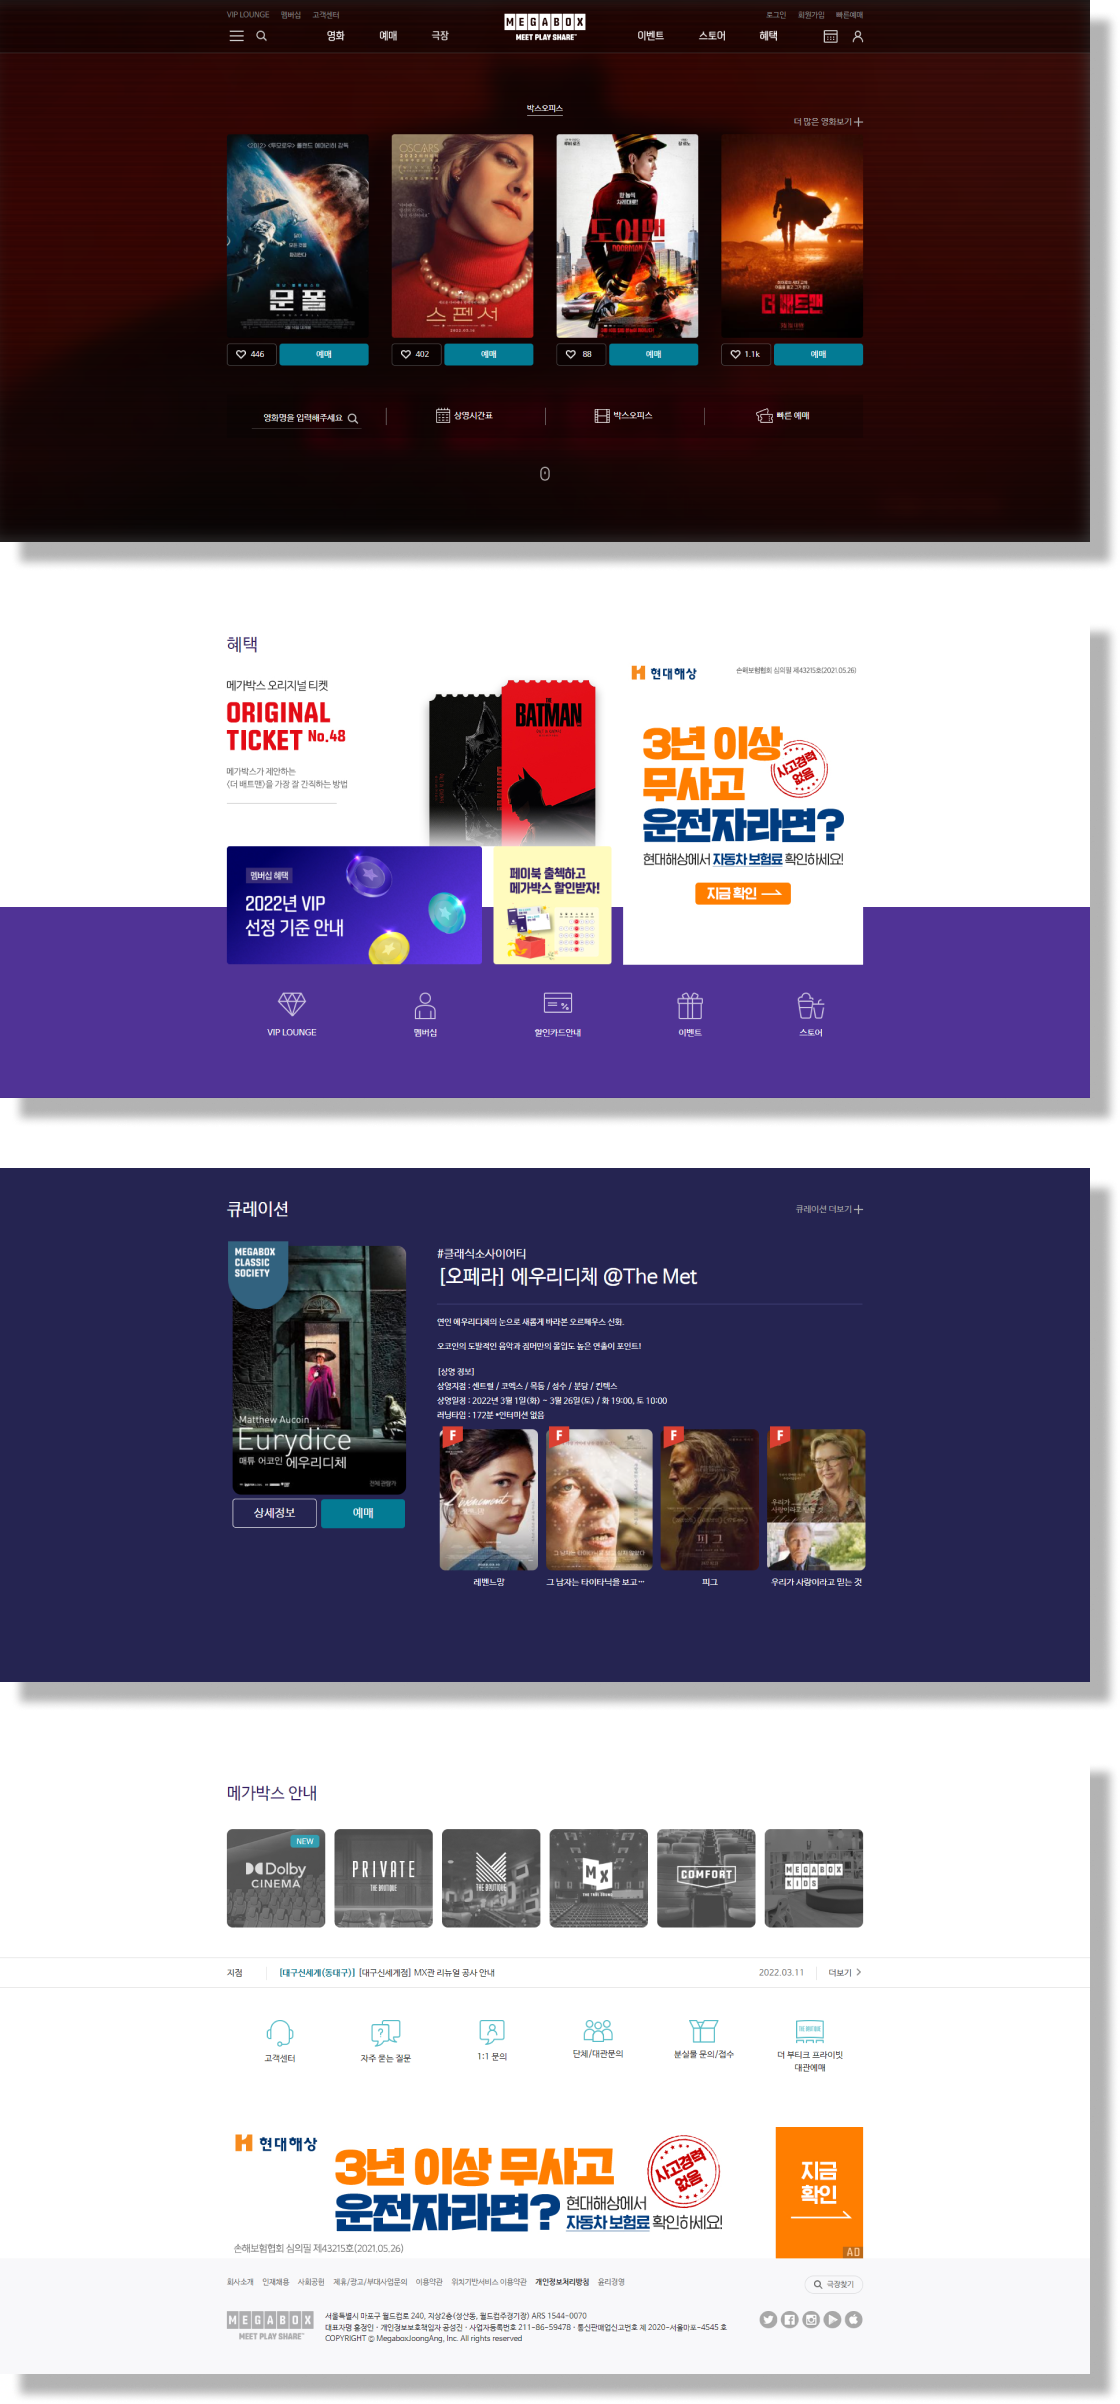 VIP LOUNGE 멤버십 고객센터
로그인 회원가입 빠른예매
영화 예매 극장
MEGABOX
MEET PLAY SHARE
이벤트 스토어 혜택
박스오피스
더 많은 영화보기
문폴
OSCARS
스펜서
도어맨
DOORMAN
더 배트맨
446 예매
402 예매
88 예매
1.1k 예매
영화명을 입력해주세요
상영시간표
박스오피스
빠른 예매
혜택
메가박스 오리지널 티켓
ORIGINAL
TICKET No.48
메가박스가 제안하는
<더 배트맨>을 가장 잘 간직하는 방법
THE
BATMAN
현대해상
손해보험협회 심의필 제43215호(2021.05.26)
3년 이상
무사고
사고경력
없음
운전자라면?
현대해상에서 자동차 보험료 확인하세요!
지금 확인
멤버십 혜택
2022년 VIP
선정 기준 안내
페이북 출첵하고
메가박스 할인받자!
VIP LOUNGE
멤버십
할인카드안내
이벤트
스토어
큐레이션
큐레이션 더보기
MEGABOX
CLASSIC
SOCIETY
Matthew Aucoin
Eurydice
매튜 어코인 에우리디체
전체관람가
상세정보
예매
#클래식소사이어티
[오페라] 에우리디체 @The Met
연인 에우리디체의 눈으로 새롭게 바라본 오르페우스 신화.
오코인의 도발적인 음악과 짐머만의 몰입도 높은 연출이 포인트!
[상영 정보]
상영지점 : 센트럴 / 코엑스 / 목동 / 성수 / 분당 / 킨텍스
상영일정 : 2022년 3월 1일(화) ~ 3월 26일(토) / 화 19:00, 토 10:00
러닝타임 : 172분 *인터미션 없음
F
F
F
피그
F
우리가
사랑이라고 믿는 것
레벤느망
그 남자는 타이타닉을 보고…
피그
우리가 사랑이라고 믿는 것
메가박스 안내
NEW
Dolby
CINEMA
PRIVATE
THE BOUTIQUE
THE BOUTIQUE
MX
COMFORT
MEGABOX
KIDS
지점
[대구신세계(동대구)] [대구신세계점] MX관 리뉴얼 공사 안내
2022.03.11
더보기
고객센터
자주 묻는 질문
1:1 문의
단체/대관문의
분실물 문의/접수
THE BOUTIQUE
더 부티크 프라이빗
대관예매
현대해상
3년 이상 무사고
사고경력
없음
운전자라면?
현대해상에서
자동차 보험료 확인하세요!
손해보험협회 심의필 제43215호(2021.05.26)
지금
확인
AD
회사소개 인재채용 사회공헌 제휴/광고/부대사업문의 이용약관 위치기반서비스 이용약관 개인정보처리방침 윤리경영
극장찾기
MEGABOX
MEET PLAY SHARE
서울특별시 마포구 월드컵로 240, 지상2층(성산동, 월드컵주경기장) ARS 1544-0070
대표자명 홍정인 · 개인정보보호책임자 공성진 · 사업자등록번호 211-86-59478 · 통신판매업신고번호 제 2020-서울마포-4545 호
COPYRIGHT © MegaboxJoongAng, Inc. All rights reserved